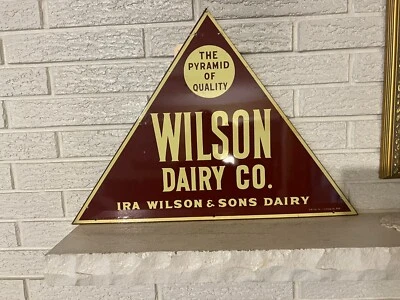 THE
PYRAMID
OF
QUALITY
WILSON
DAIRY CO.
IRA WILSON & SONS DAIRY